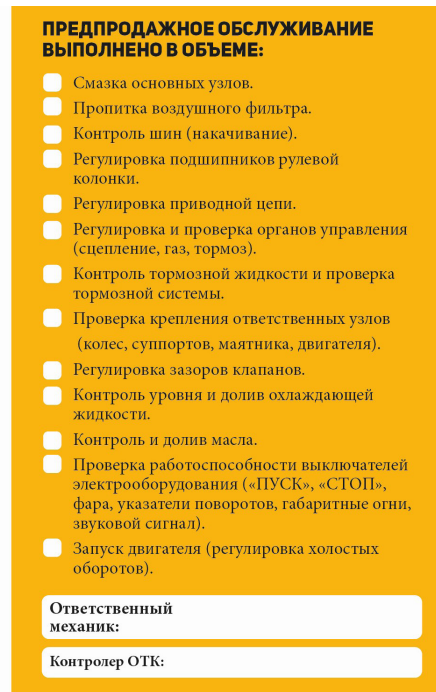 ПРЕДПРОДАЖНОЕ ОБСЛУЖИВАНИЕ
ВЫПОЛНЕНО В ОБЪЕМЕ:
Смазка основных узлов.
Пропитка воздушного фильтра.
Контроль шин (накачивание).
Регулировка подшипников рулевой
колонки.
Регулировка приводной цепи.
Регулировка и проверка органов управления
(сцепление, газ, тормоз).
Контроль тормозной жидкости и проверка
тормозной системы.
Проверка крепления ответственных узлов
(колес, суппортов, маятника, двигателя).
Регулировка зазоров клапанов.
Контроль уровня и долив охлаждающей
жидкости.
Контроль и долив масла.
Проверка работоспособности выключателей
электрооборудования («ПУСК», «СТОП»,
фара, указатели поворотов, габаритные огни,
звуковой сигнал).
Запуск двигателя (регулировка холостых
оборотов).
Ответственный
механик:
Контролер ОТК: